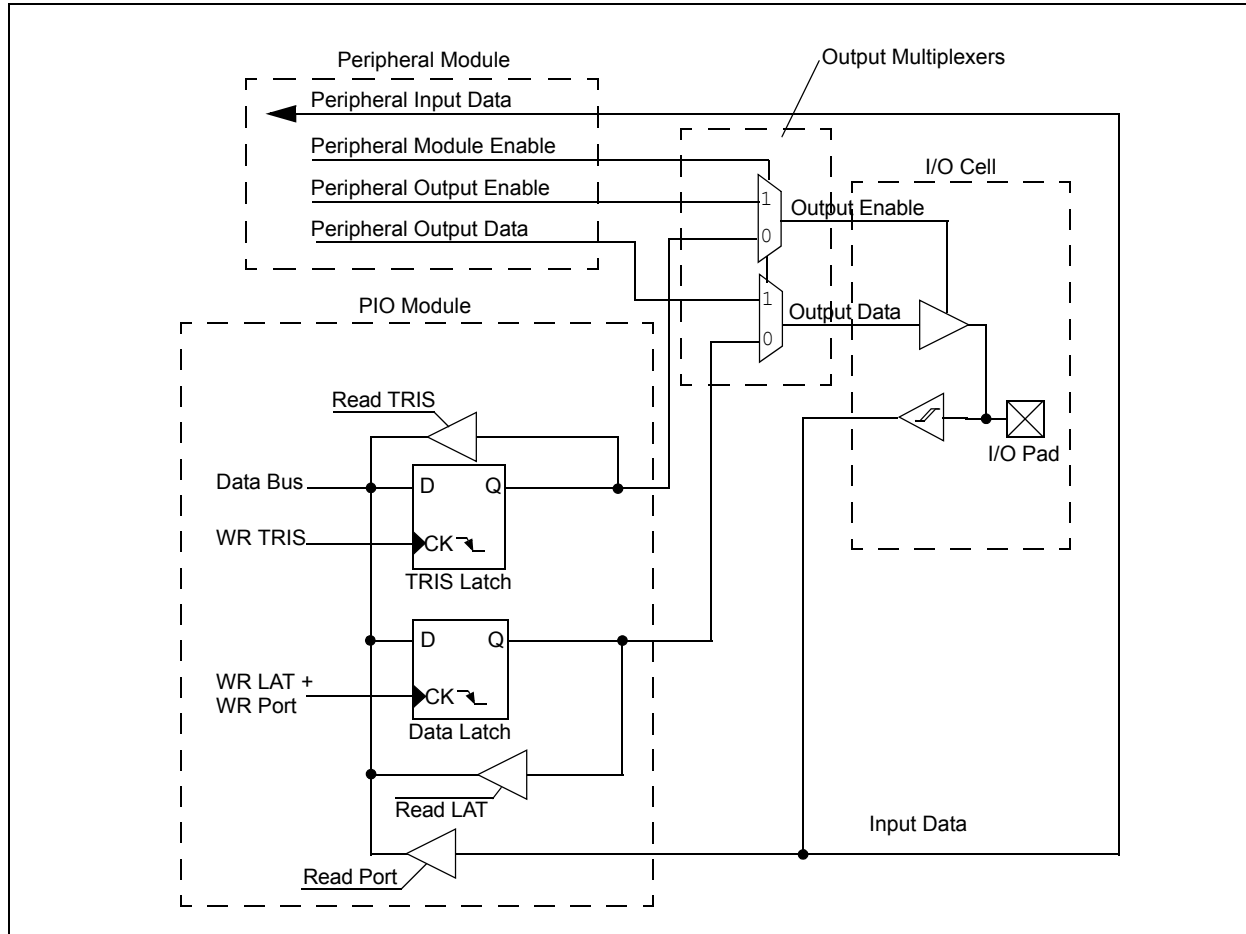 Peripheral Module
Output Multiplexers
Peripheral Input Data
Peripheral Module Enable
I/O Cell
Peripheral Output Enable
1
Output Enable
Peripheral Output Data
0
1
PIO Module
Output Data
0
Read TRIS
I/O Pad
Data Bus
D
Q
WR TRIS
CK
TRIS Latch
D
Q
WR LAT +
WR Port
CK
Data Latch
Read LAT
Input Data
Read Port